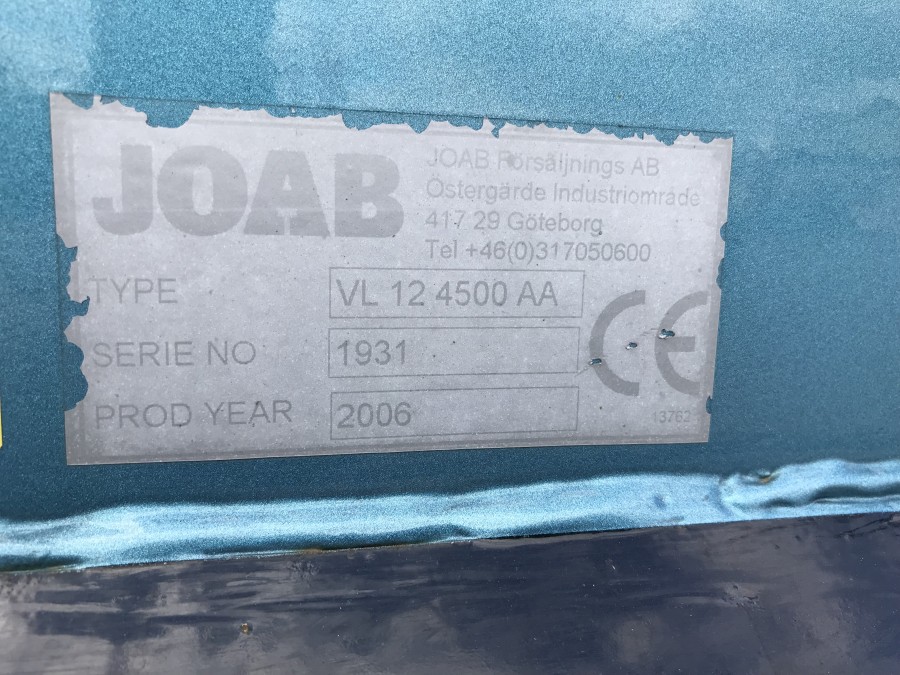 JOAB
JOAB Försäljnings AB
Östergärde Industriområde
417 29 Göteborg
Tel +46(0)317050600
TYPE VL 12 4500 AA
SERIE NO 1931
PROD YEAR 2006
CE
13762